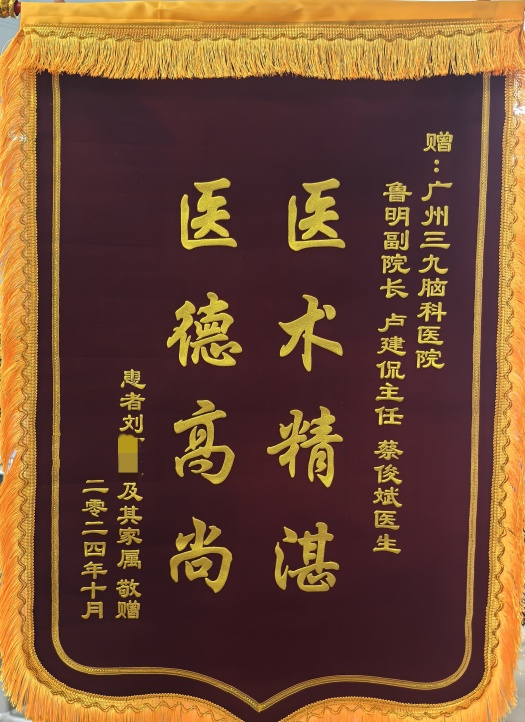 赠：广州三九脑科医院
鲁明副院长 卢建侃主任 蔡俊斌医生
医术精湛
医德高尚
患者刘 及其家属 敬赠
二零二四年十月